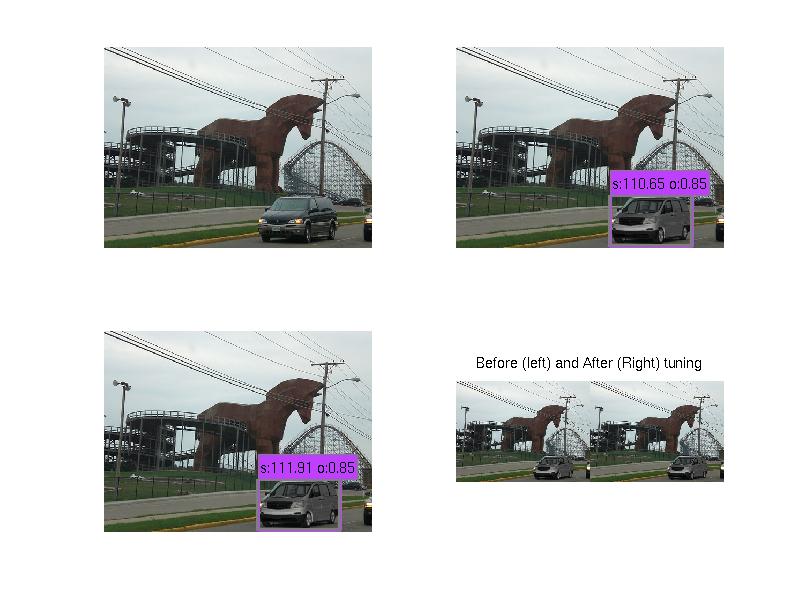 s:110.65 o:0.85
s:111.91 o:0.85
Before (left) and After (Right) tuning